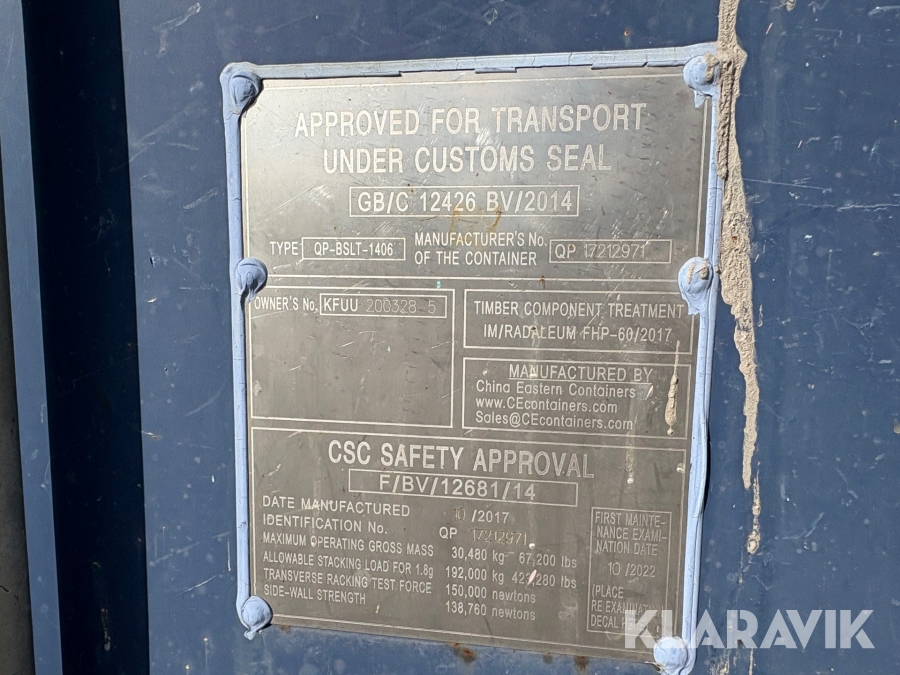 APPROVED FOR TRANSPORT
UNDER CUSTOMS SEAL
GB/C 12426 BV/2014
TYPE QP-BSLT-1406 MANUFACTURER'S No. OF THE CONTAINER QP 17212971
OWNER'S No. KFUU 200328-5
TIMBER COMPONENT TREATMENT
IM/RADALEUM FHP-60/2017
MANUFACTURED BY
China Eastern Containers
www.CEcontainers.com
Sales@CEcontainers.com
CSC SAFETY APPROVAL
F/BV/12681/14
DATE MANUFACTURED 10/2017
IDENTIFICATION No. QP 17212971
MAXIMUM OPERATING GROSS MASS 30,480 kg 67,200 lbs
ALLOWABLE STACKING LOAD FOR 1.8g 192,000 kg 423,280 lbs
TRANSVERSE RACKING TEST FORCE 150,000 newtons
SIDE-WALL STRENGTH 138,760 newtons
FIRST MAINTE-
NANCE EXAMI-
NATION DATE
10/2022
(PLACE
RE EXAMINATION
DECAL
KLARAVIK